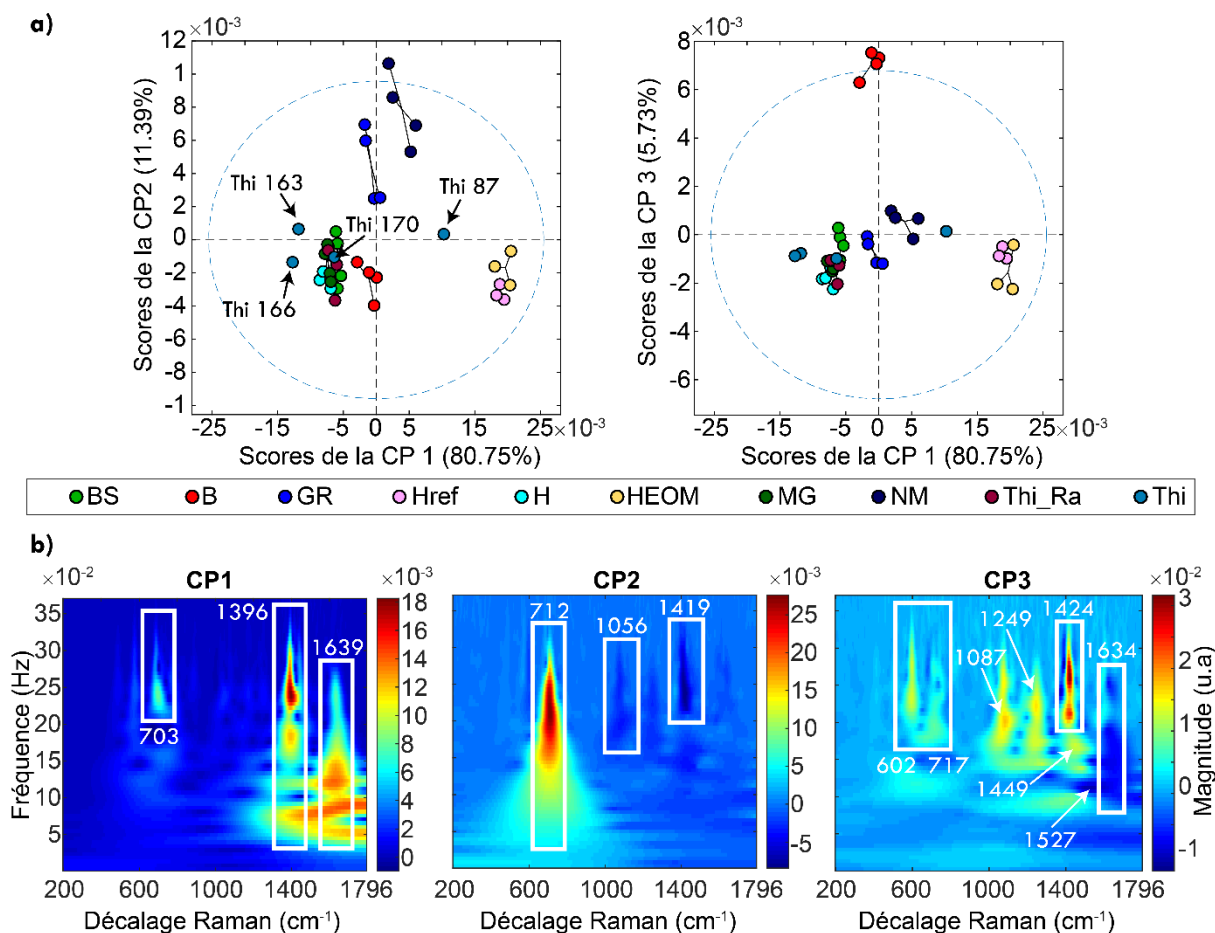 a)
×10⁻³
12
10
8
6
4
2
0
-2
-4
-6
-8
-1
Scores de la CP2 (11.39%)
Thi 163
Thi 170
Thi 87
Thi 166
-25 -15 -5 0 5 15 25 ×10⁻³
Scores de la CP 1 (80.75%)
×10⁻³
8
6
4
2
0
-2
-4
-6
Scores de la CP 3 (5.73%)
-25 -15 -5 0 5 15 25 ×10⁻³
Scores de la CP 1 (80.75%)
BS B GR Href H HEOM MG NM Thi_Ra Thi
b)
×10⁻² CP1 ×10⁻³
35
30
25
20
15
10
5
Fréquence (Hz)
1396
1639
703
18
16
14
12
10
8
6
4
2
0
200 600 1000 1400 1796
Décalage Raman (cm⁻¹)
CP2 ×10⁻³
712
1056
1419
25
20
15
10
5
0
-5
200 600 1000 1400 1796
Décalage Raman (cm⁻¹)
CP3 ×10⁻²
1424
1249
1634
1087
602 717
1449
1527
3
2
1
0
-1
Magnitude (u.a)
200 600 1000 1400 1796
Décalage Raman (cm⁻¹)